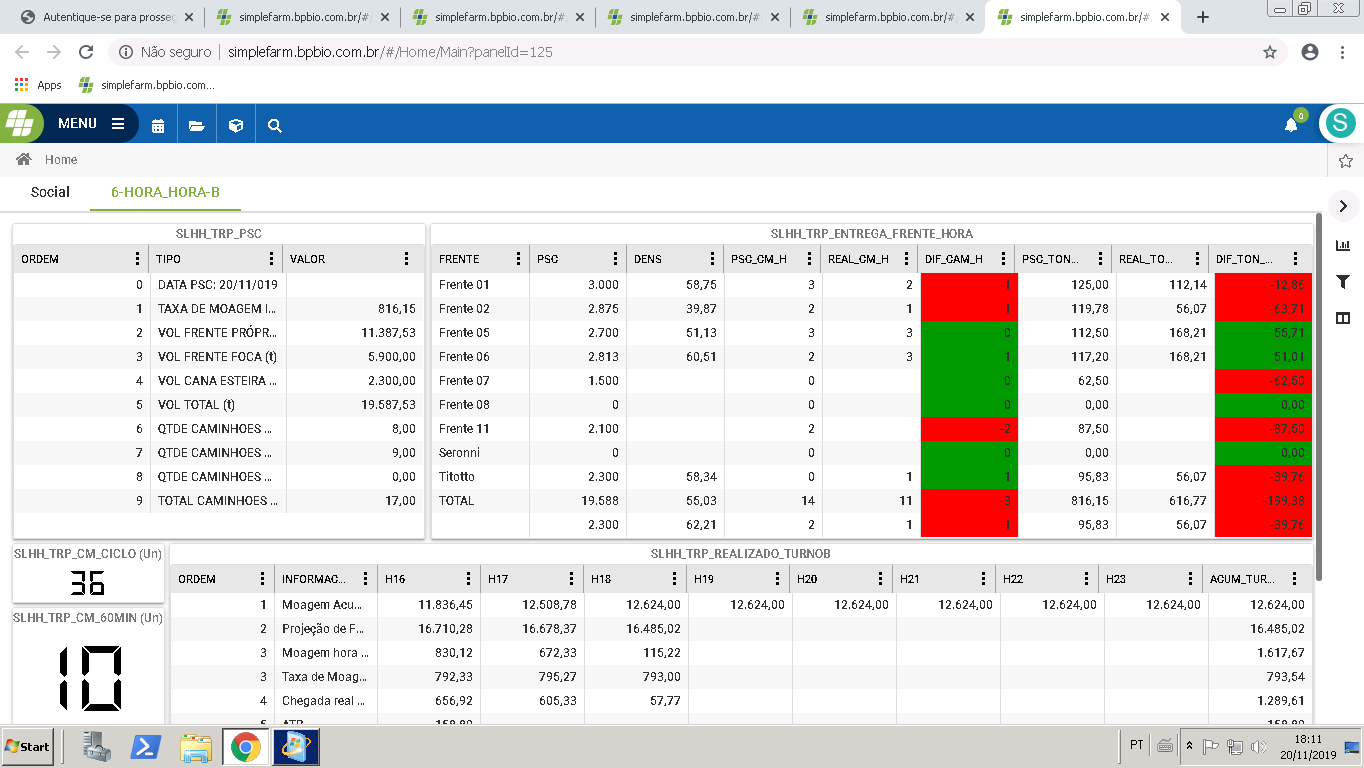 Autentique-se para prosseg
simplefarm.bpbio.com.br/#/
simplefarm.bpbio.com.br/#/
simplefarm.bpbio.com.br/#/
simplefarm.bpbio.com.br/#/
simplefarm.bpbio.com.br/#/
Não seguro simplefarm.bpbio.com.br/#/Home/Main?panelId=125
Apps simplefarm.bpbio.com...
MENU 0 S
Home
Social 6-HORA_HORA-B
SLHH_TRP_PSC
ORDEM TIPO VALOR
0 DATA PSC: 20/11/019
1 TAXA DE MOAGEM I... 816,15
2 VOL FRENTE PRÓPR... 11.387,53
3 VOL FRENTE FOCA (t) 5.900,00
4 VOL CANA ESTEIRA ... 2.300,00
5 VOL TOTAL (t) 19.587,53
6 QTDE CAMINHOES ... 8,00
7 QTDE CAMINHOES ... 9,00
8 QTDE CAMINHOES ... 0,00
9 TOTAL CAMINHOES ... 17,00
SLHH_TRP_ENTREGA_FRENTE_HORA
FRENTE PSC DENS PSC_CM_H REAL_CM_H DIF_CAM_H PSC_TON... REAL_TO... DIF_TON_...
Frente 01 3.000 58,75 3 2 -1 125,00 112,14 -12,86
Frente 02 2.875 39,87 2 1 -1 119,78 56,07 -63,71
Frente 05 2.700 51,13 3 3 0 112,50 168,21 55,71
Frente 06 2.813 60,51 2 3 1 117,20 168,21 51,01
Frente 07 1.500 0 0 62,50 -62,50
Frente 08 0 0 0 0,00 0,00
Frente 11 2.100 2 -2 87,50 -87,50
Seronni 0 0 0 0,00 0,00
Titotto 2.300 58,34 0 1 1 95,83 56,07 -39,76
TOTAL 19.588 55,03 14 11 -3 816,15 616,77 -199,38
2.300 62,21 2 1 -1 95,83 56,07 -39,76
SLHH_TRP_CM_CICLO (Un)
36
SLHH_TRP_CM_60MIN (Un)
10
SLHH_TRP_REALIZADO_TURNOB
ORDEM INFORMAC... H16 H17 H18 H19 H20 H21 H22 H23 ACUM_TUR...
1 Moagem Acu... 11.836,45 12.508,78 12.624,00 12.624,00 12.624,00 12.624,00 12.624,00 12.624,00 12.624,00
2 Projeção de F... 16.710,28 16.678,37 16.485,02 16.485,02
3 Moagem hora ... 830,12 672,33 115,22 1.617,67
3 Taxa de Moag... 792,33 795,27 793,00 793,54
4 Chegada real ... 656,92 605,33 57,77 1.289,61
Start PT 18:11
20/11/2019